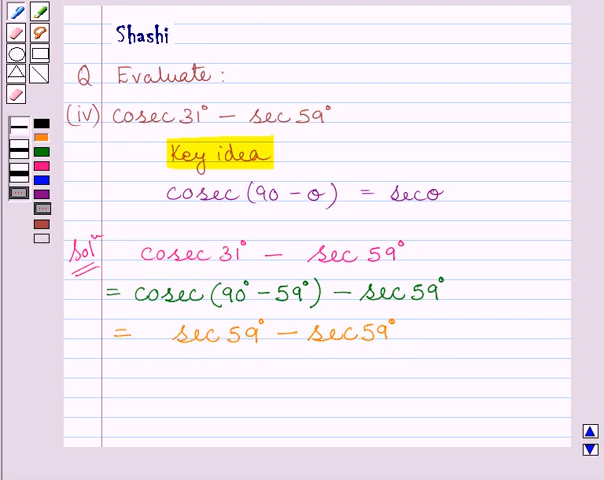 Shashi
Q Evaluate:
(iv) cosec 31° - sec 59°
Key idea
cosec (90 - θ) = secθ
Solⁿ cosec 31° - sec 59°
= cosec (90° - 59°) - sec 59°
= sec 59° - sec 59°